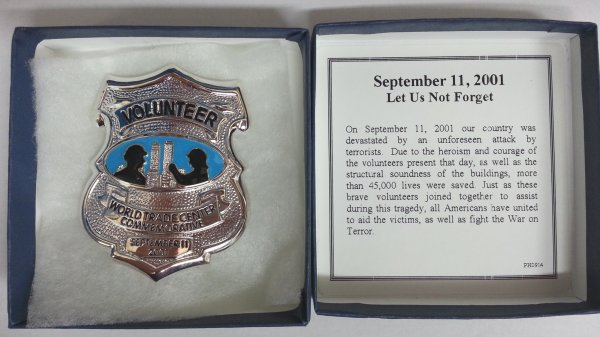 VOLUNTEER
WORLD TRADE CENTER
COMMEMORATIVE
SEPTEMBER 11
2001
September 11, 2001
Let Us Not Forget
On September 11, 2001 our country was
devastated by an unforeseen attack by
terrorists. Due to the heroism and courage of
the volunteers present that day, as well as the
structural soundness of the buildings, more
than 45,000 lives were saved. Just as these
brave volunteers joined together to assist
during this tragedy, all Americans have united
to aid the victims, as well as fight the War on
Terror.